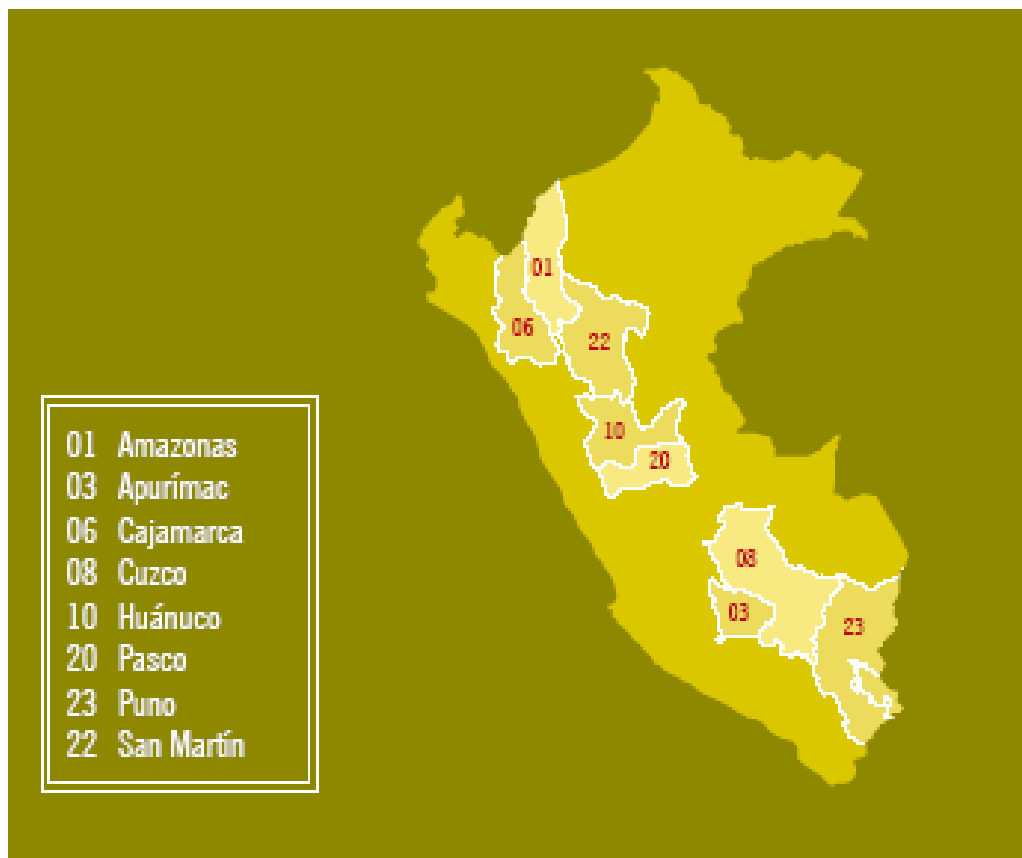 01
06
22
10
20
08
03
23
01 Amazonas
03 Apurímac
06 Cajamarca
08 Cuzco
10 Huánuco
20 Pasco
23 Puno
22 San Martín